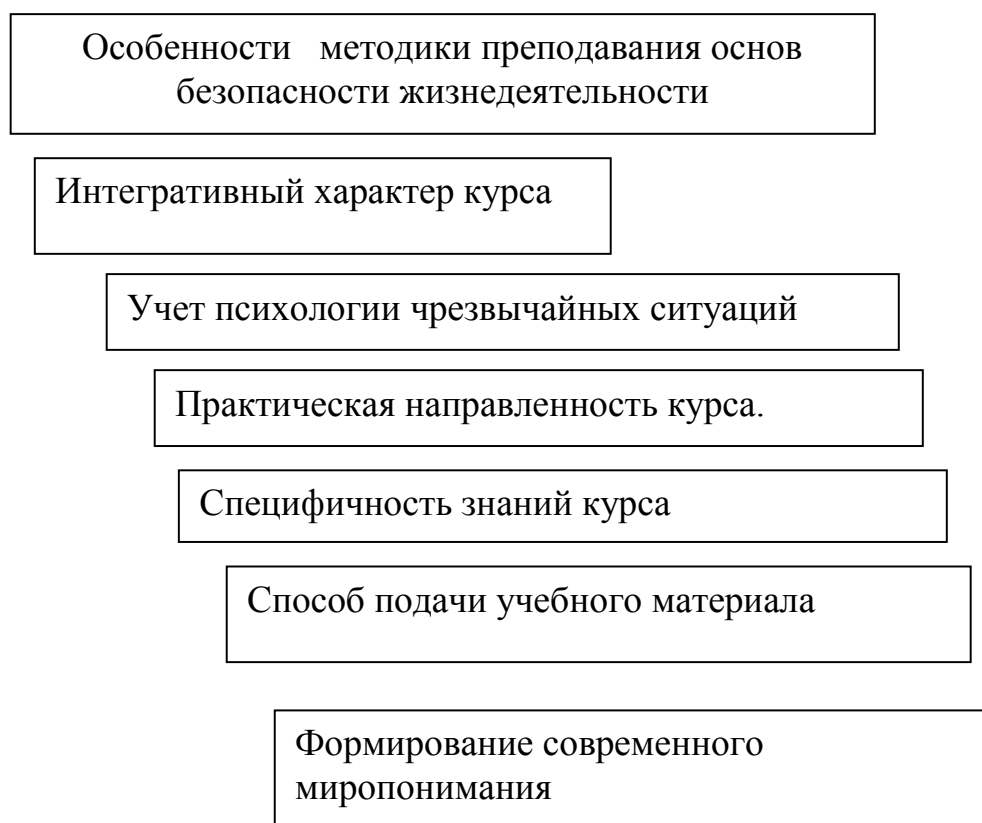 Особенности методики преподавания основ
безопасности жизнедеятельности
Интегративный характер курса
Учет психологии чрезвычайных ситуаций
Практическая направленность курса.
Специфичность знаний курса
Способ подачи учебного материала
Формирование современного
миропонимания